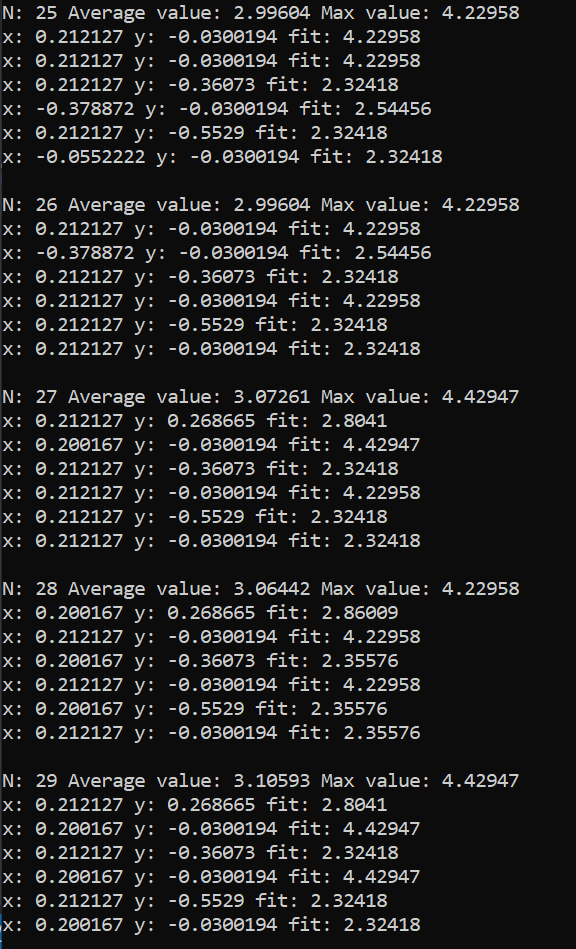 N: 25 Average value: 2.99604 Max value: 4.22958
x: 0.212127 y: -0.0300194 fit: 4.22958
x: 0.212127 y: -0.0300194 fit: 4.22958
x: 0.212127 y: -0.36073 fit: 2.32418
x: -0.378872 y: -0.0300194 fit: 2.54456
x: 0.212127 y: -0.5529 fit: 2.32418
x: -0.0552222 y: -0.0300194 fit: 2.32418

N: 26 Average value: 2.99604 Max value: 4.22958
x: 0.212127 y: -0.0300194 fit: 4.22958
x: -0.378872 y: -0.0300194 fit: 2.54456
x: 0.212127 y: -0.36073 fit: 2.32418
x: 0.212127 y: -0.0300194 fit: 4.22958
x: 0.212127 y: -0.5529 fit: 2.32418
x: 0.212127 y: -0.0300194 fit: 2.32418

N: 27 Average value: 3.07261 Max value: 4.42947
x: 0.212127 y: 0.268665 fit: 2.8041
x: 0.200167 y: -0.0300194 fit: 4.42947
x: 0.212127 y: -0.36073 fit: 2.32418
x: 0.212127 y: -0.0300194 fit: 4.22958
x: 0.212127 y: -0.5529 fit: 2.32418
x: 0.212127 y: -0.0300194 fit: 2.32418

N: 28 Average value: 3.06442 Max value: 4.22958
x: 0.200167 y: 0.268665 fit: 2.86009
x: 0.212127 y: -0.0300194 fit: 4.22958
x: 0.200167 y: -0.36073 fit: 2.35576
x: 0.212127 y: -0.0300194 fit: 4.22958
x: 0.200167 y: -0.5529 fit: 2.35576
x: 0.212127 y: -0.0300194 fit: 2.35576

N: 29 Average value: 3.10593 Max value: 4.42947
x: 0.212127 y: 0.268665 fit: 2.8041
x: 0.200167 y: -0.0300194 fit: 4.42947
x: 0.212127 y: -0.36073 fit: 2.32418
x: 0.200167 y: -0.0300194 fit: 4.42947
x: 0.212127 y: -0.5529 fit: 2.32418
x: 0.200167 y: -0.0300194 fit: 2.32418